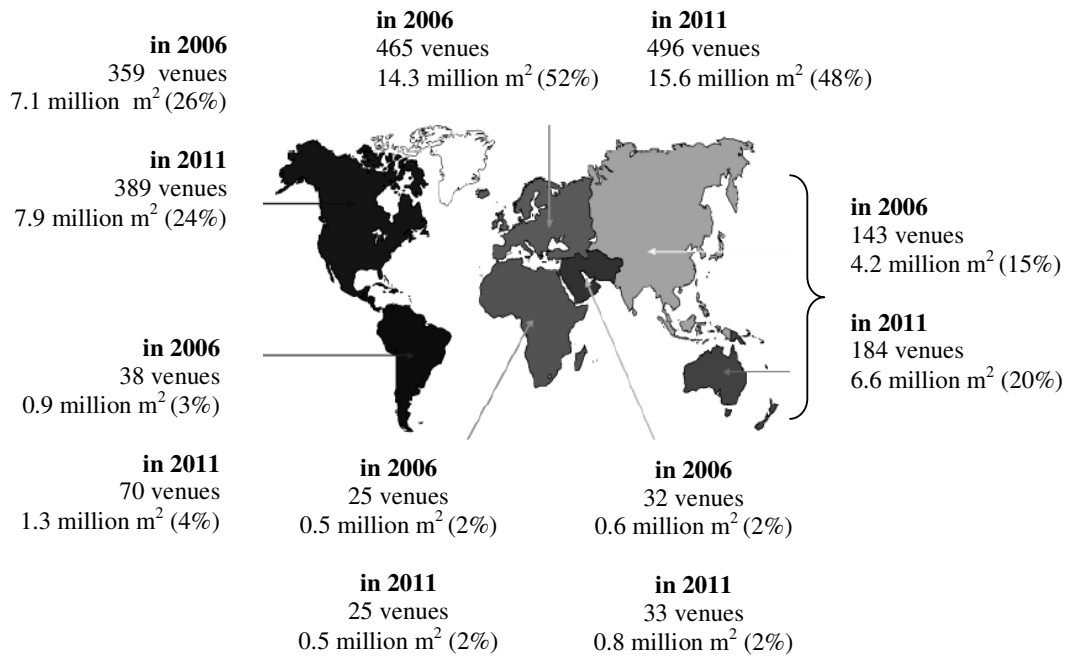 in 2006
359 venues
7.1 million m² (26%)
in 2011
389 venues
7.9 million m² (24%)
in 2006
465 venues
14.3 million m² (52%)
in 2011
496 venues
15.6 million m² (48%)
in 2006
143 venues
4.2 million m² (15%)
in 2011
184 venues
6.6 million m² (20%)
in 2006
38 venues
0.9 million m² (3%)
in 2011
70 venues
1.3 million m² (4%)
in 2006
25 venues
0.5 million m² (2%)
in 2011
25 venues
0.5 million m² (2%)
in 2006
32 venues
0.6 million m² (2%)
in 2011
33 venues
0.8 million m² (2%)